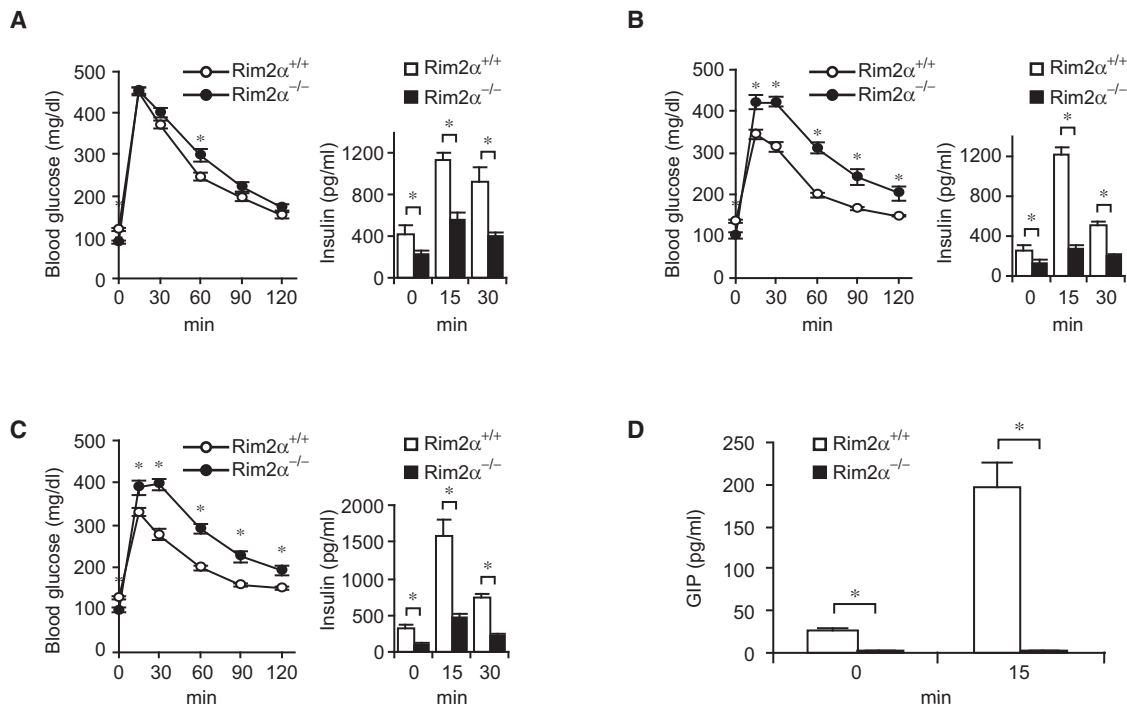 A
Rim2α+/+
Rim2α−/−
Blood glucose (mg/dl)
500
400
300
200
100
0
*
*
0 30 60 90 120
min
Rim2α+/+
Rim2α−/−
Insulin (pg/ml)
1200
800
400
0
*
*
*
0 15 30
min
B
Rim2α+/+
Rim2α−/−
Blood glucose (mg/dl)
500
400
300
200
100
0
*
* *
*
*
*
0 30 60 90 120
min
Rim2α+/+
Rim2α−/−
Insulin (pg/ml)
1200
800
400
0
*
*
*
0 15 30
min
C
Rim2α+/+
Rim2α−/−
Blood glucose (mg/dl)
500
400
300
200
100
0
*
* *
*
*
*
0 30 60 90 120
min
Rim2α+/+
Rim2α−/−
Insulin (pg/ml)
2000
1500
1000
500
0
*
*
*
0 15 30
min
D
Rim2α+/+
Rim2α−/−
GIP (pg/ml)
250
200
150
100
50
0
*
*
0 15
min